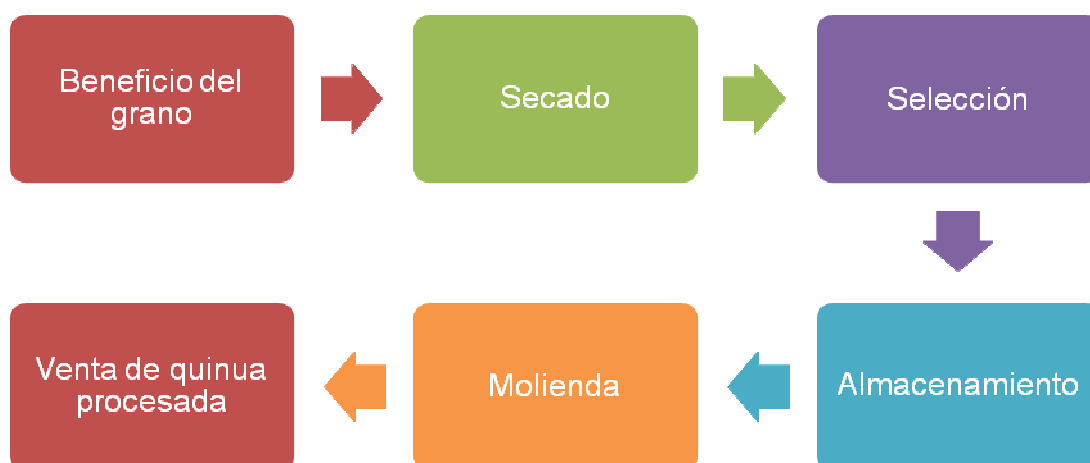 Beneficio del
grano
Secado
Selección
Almacenamiento
Molienda
Venta de quinua
procesada